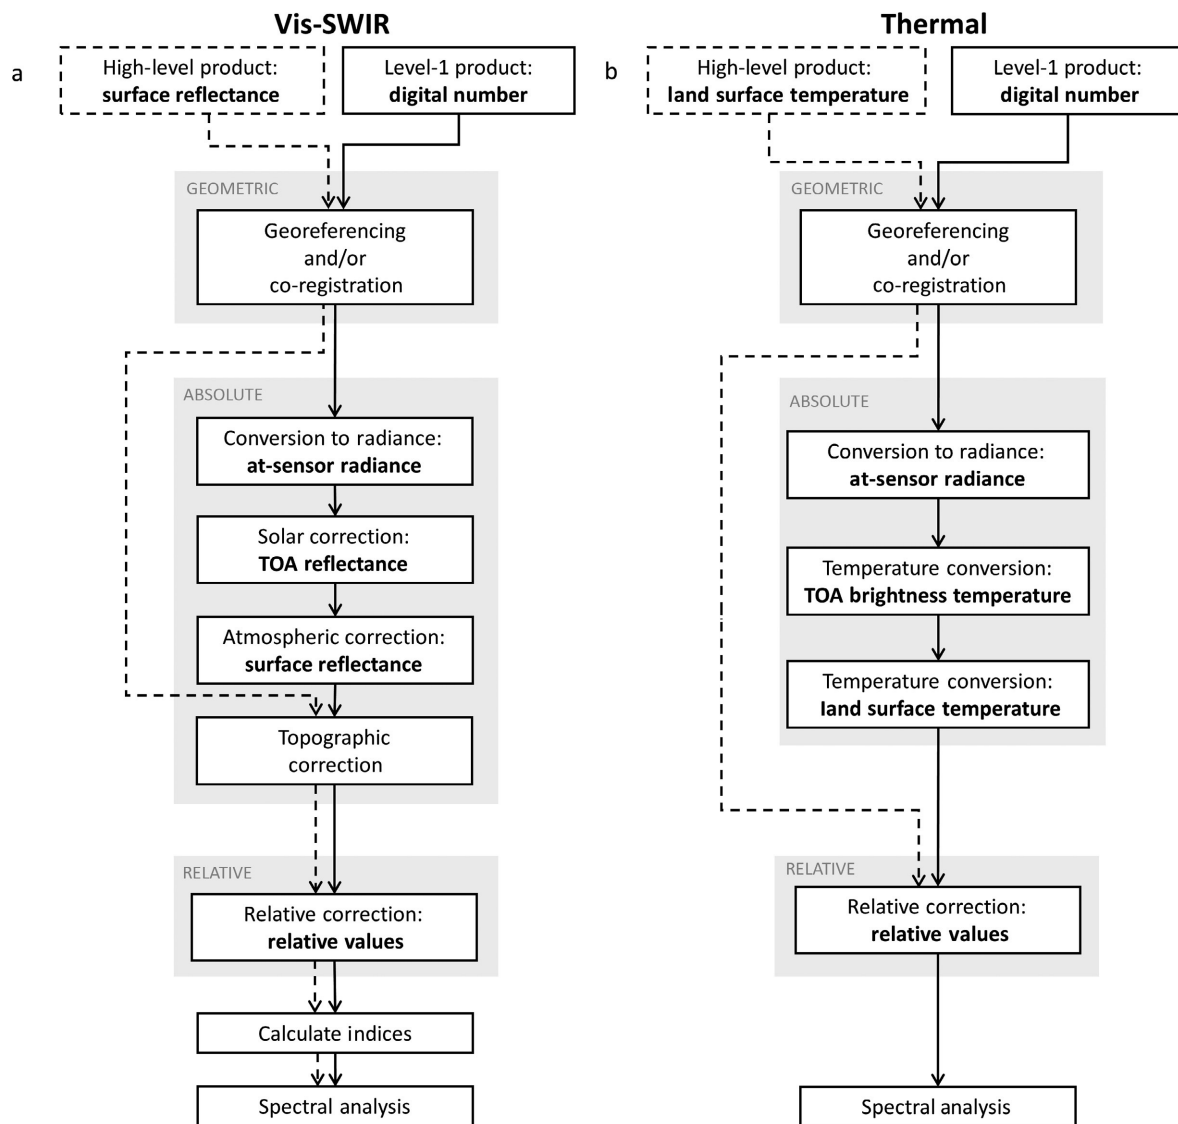 Vis-SWIR
a
High-level product:
surface reflectance
Level-1 product:
digital number
GEOMETRIC
Georeferencing
and/or
co-registration
ABSOLUTE
Conversion to radiance:
at-sensor radiance
Solar correction:
TOA reflectance
Atmospheric correction:
surface reflectance
Topographic
correction
RELATIVE
Relative correction:
relative values
Calculate indices
Spectral analysis
Thermal
b
High-level product:
land surface temperature
Level-1 product:
digital number
GEOMETRIC
Georeferencing
and/or
co-registration
ABSOLUTE
Conversion to radiance:
at-sensor radiance
Temperature conversion:
TOA brightness temperature
Temperature conversion:
land surface temperature
RELATIVE
Relative correction:
relative values
Spectral analysis